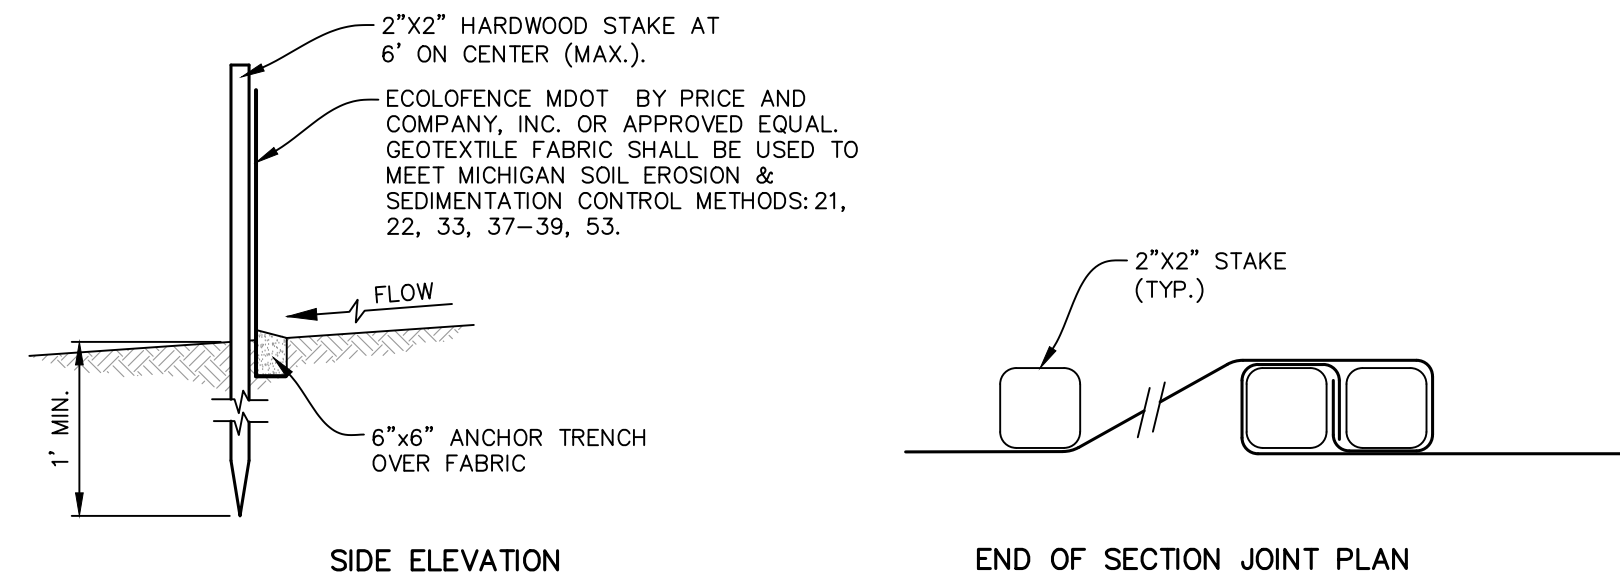 2”X2” HARDWOOD STAKE AT
6’ ON CENTER (MAX.).
ECOLOFENCE MDOT BY PRICE AND
COMPANY, INC. OR APPROVED EQUAL.
GEOTEXTILE FABRIC SHALL BE USED TO
MEET MICHIGAN SOIL EROSION &
SEDIMENTATION CONTROL METHODS: 21,
22, 33, 37–39, 53.
FLOW
1’ MIN.
6”x6” ANCHOR TRENCH
OVER FABRIC
SIDE ELEVATION
2”X2” STAKE
(TYP.)
END OF SECTION JOINT PLAN